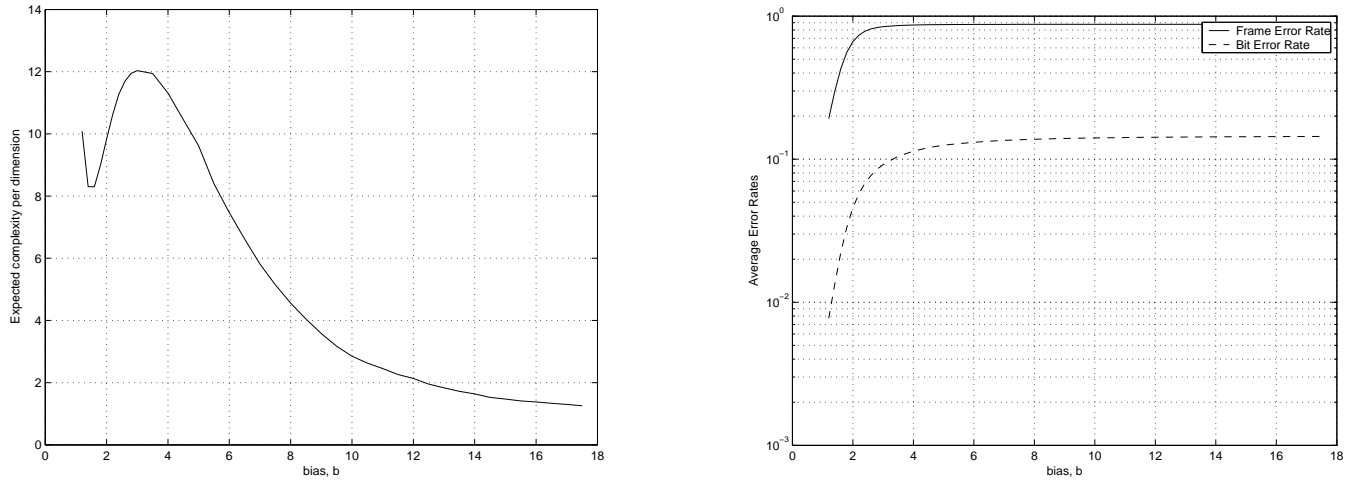 14
12
10
8
6
4
2
0
Expected complexity per dimension
0 2 4 6 8 10 12 14 16 18
bias, b
10^0
10^-1
10^-2
10^-3
Average Error Rates
Frame Error Rate
Bit Error Rate
0 2 4 6 8 10 12 14 16 18
bias, b